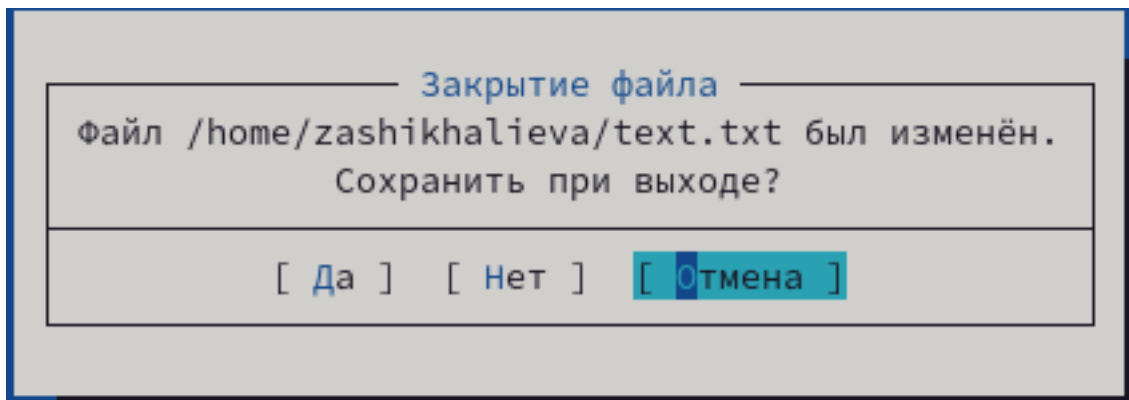 Закрытие файла
Файл /home/zashikhalieva/text.txt был изменён.
Сохранить при выходе?
[ Да ] [ Нет ] [ Отмена ]